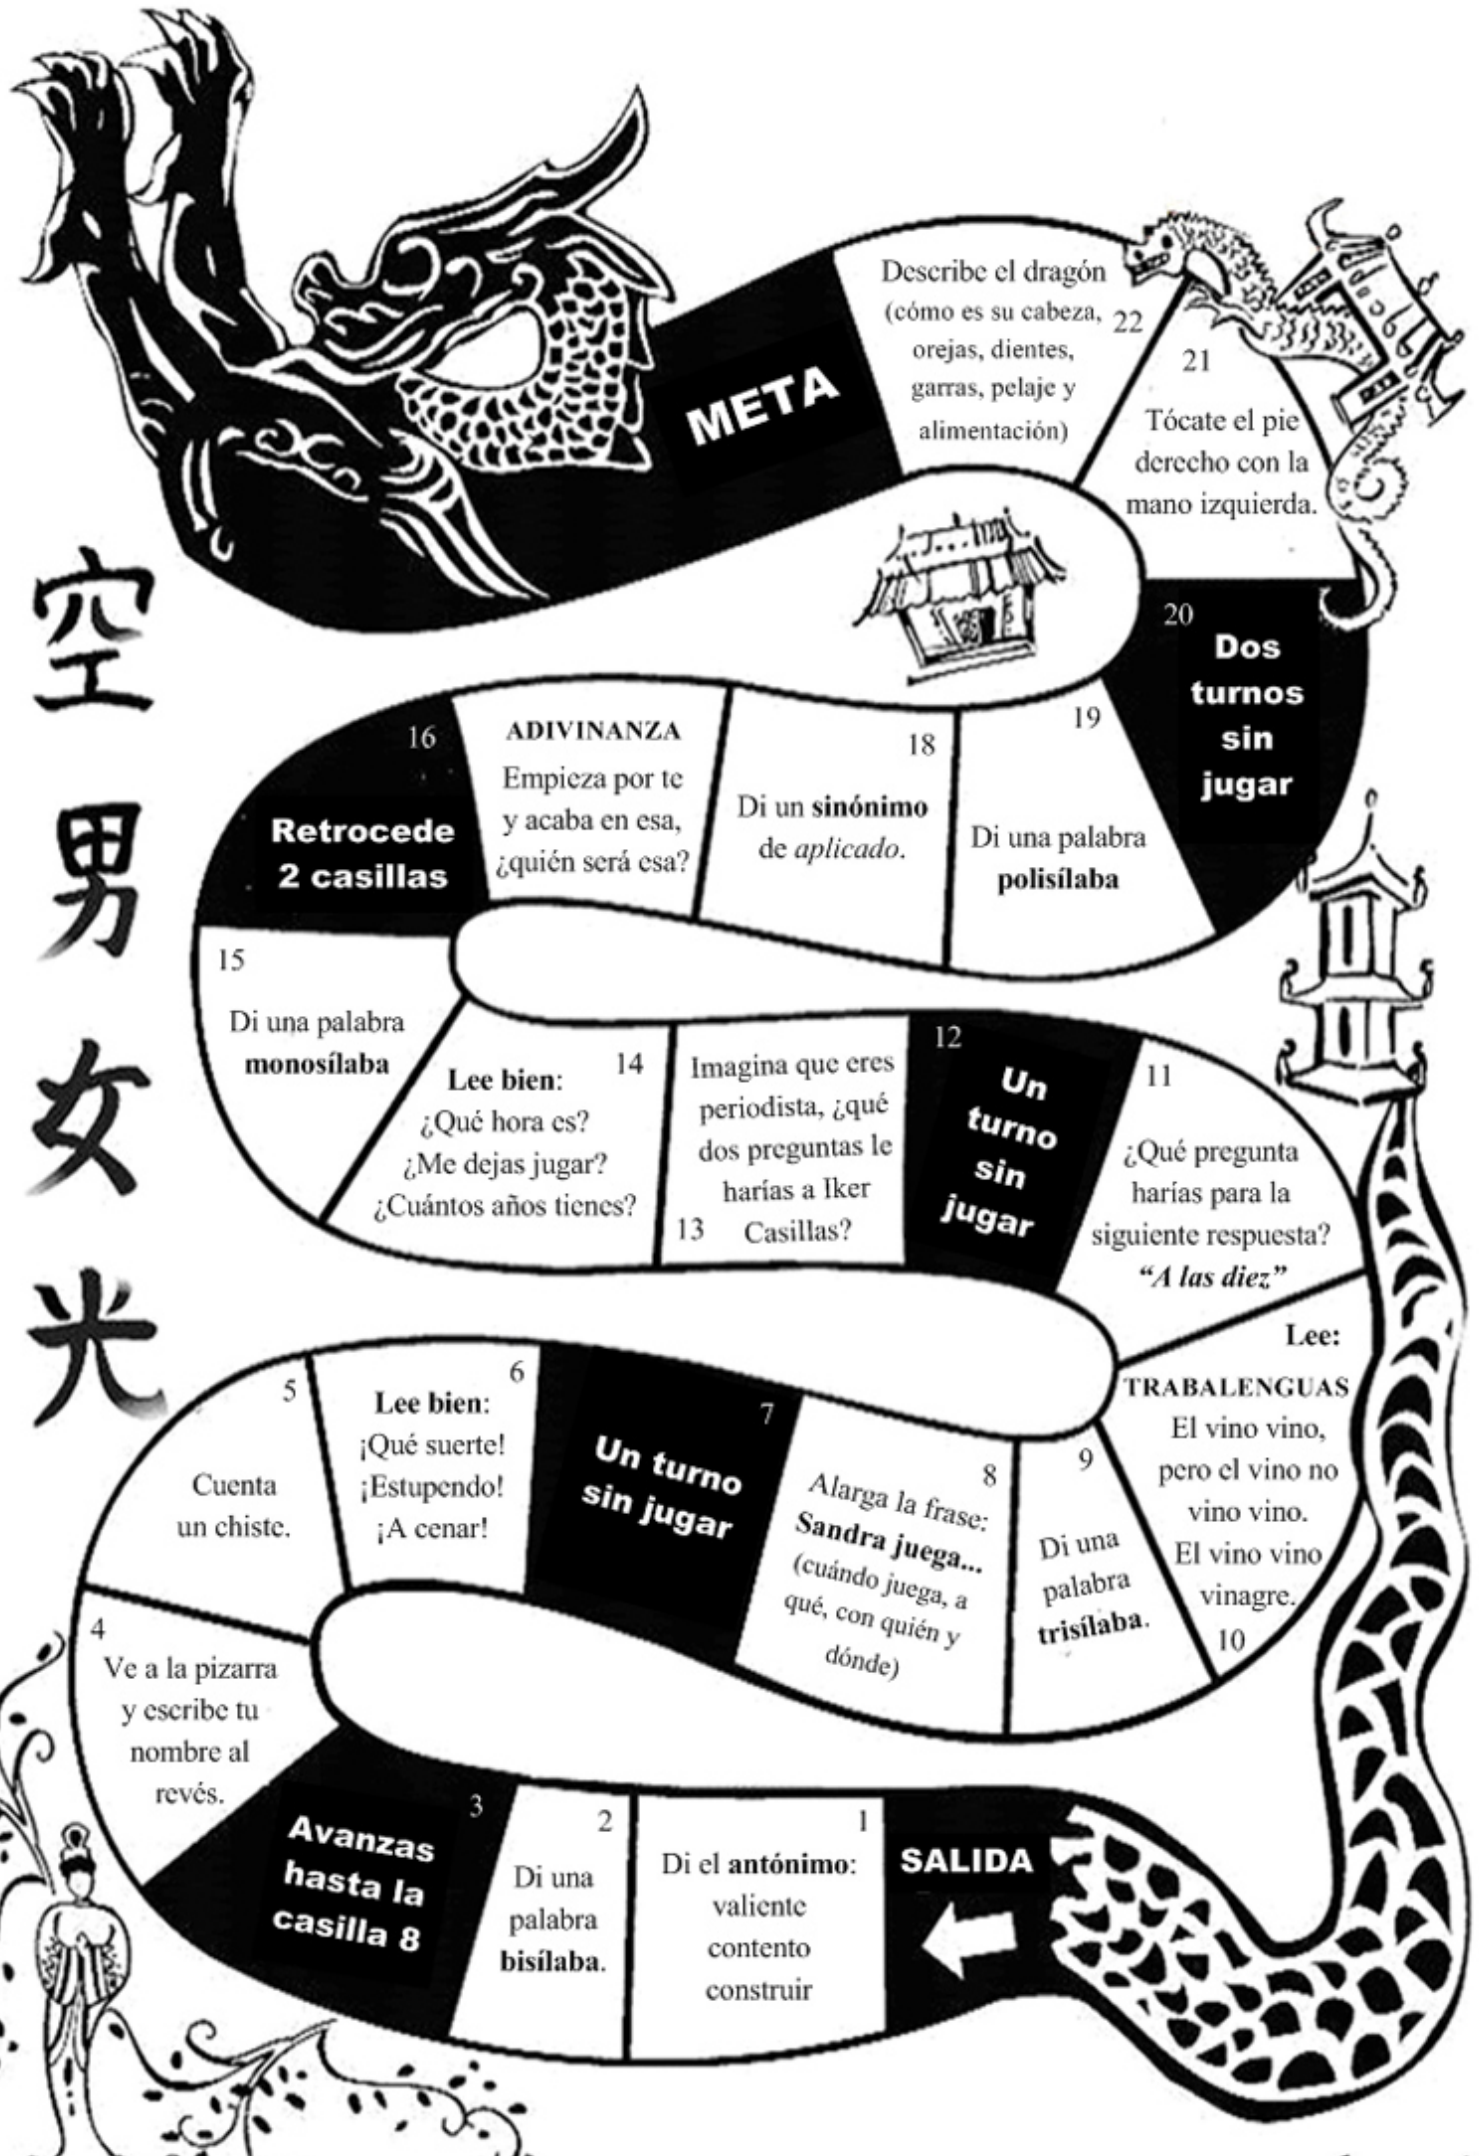 Describe el dragón
(cómo es su cabeza,
orejas, dientes,
garras, pelaje y
alimentación)
22
META
21
Tócate el pie
derecho con la
mano izquierda.
20
Dos
turnos
sin
jugar
19
Di una palabra
polisílaba
18
Di un sinónimo
de aplicado.
ADIVINANZA
Empieza por te
y acaba en esa,
¿quién será esa?
16
Retrocede
2 casillas
15
Di una palabra
monosílaba
14
Lee bien:
¿Qué hora es?
¿Me dejas jugar?
¿Cuántos años tienes?
Imagina que eres
periodista, ¿qué
dos preguntas le
harías a Iker
Casillas?
13
12
Un
turno
sin
jugar
11
¿Qué pregunta
harías para la
siguiente respuesta?
“A las diez”
Lee:
TRABALENGUAS
El vino vino,
pero el vino no
vino vino.
El vino vino
vinagre.
10
9
Di una
palabra
trisílaba.
8
Alarga la frase:
Sandra juega...
(cuándo juega, a
qué, con quién y
dónde)
7
Un turno
sin jugar
6
Lee bien:
¡Qué suerte!
¡Estupendo!
¡A cenar!
5
Cuenta
un chiste.
4
Ve a la pizarra
y escribe tu
nombre al
revés.
3
Avanzas
hasta la
casilla 8
2
Di una
palabra
bisílaba.
1
Di el antónimo:
valiente
contento
construir
SALIDA
空
男
女
光